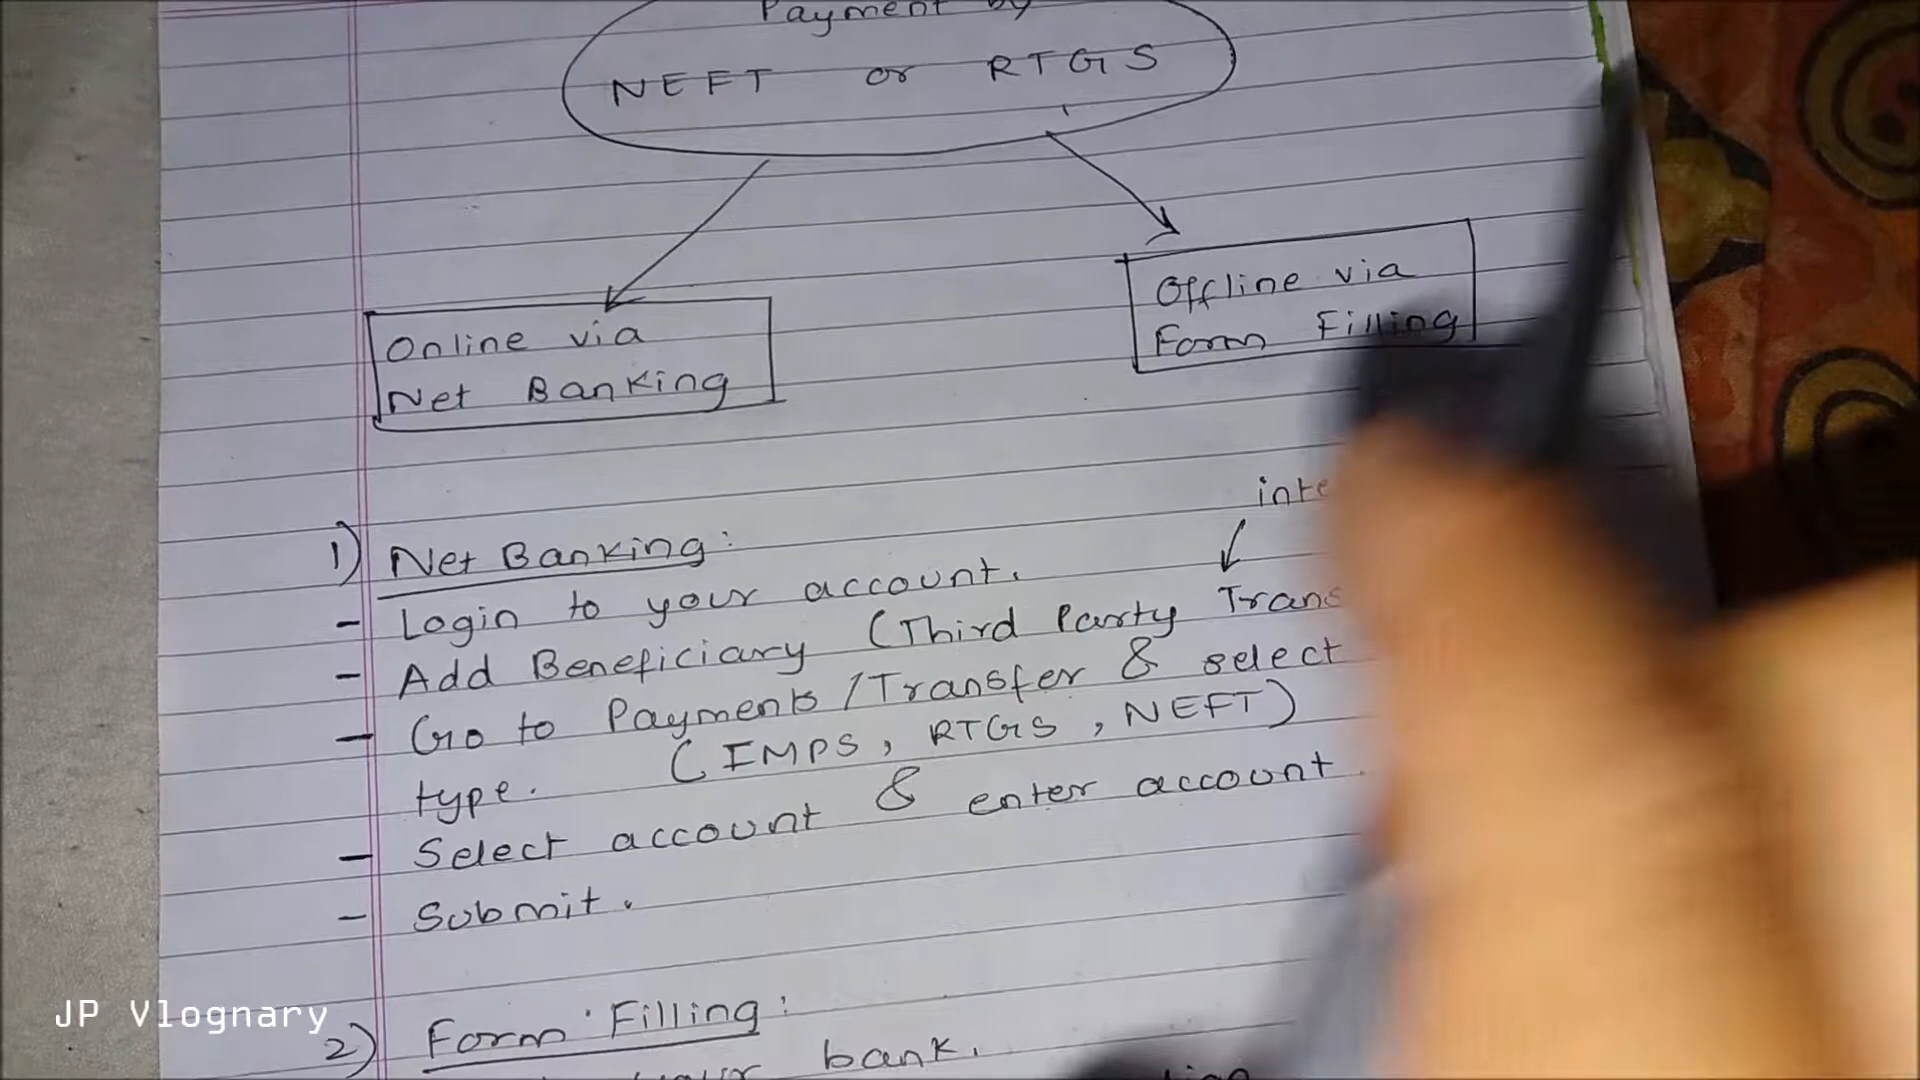 Payment by
NEFT or RTGS
Online via
Net Banking
Offline via
Form Filling
1) Net Banking:
- Login to your account.
- Add Beneficiary (Third Party
- Go to Payments/Transfer & select
type. (IMPS, RTGS, NEFT)
- Select account & enter account.
- Submit.
2) Form Filling:
your bank.
JP Vlognary